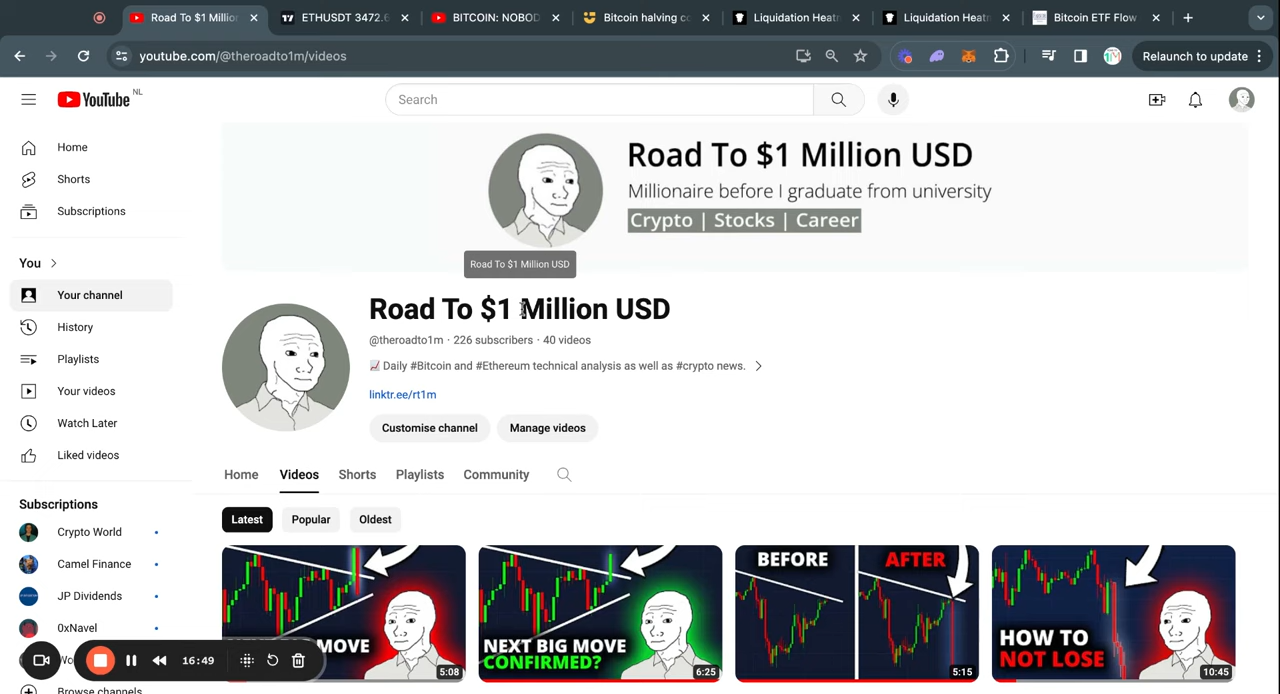 Road To $1 Million
ETHUSDT 3472.6
BITCOIN: NOBOD
Bitcoin halving co
Liquidation Heatm
Liquidation Heatm
Bitcoin ETF Flow
youtube.com/@theroadto1m/videos
Relaunch to update
YouTube NL
Search
Home
Shorts
Subscriptions
You
Your channel
History
Playlists
Your videos
Watch Later
Liked videos
Subscriptions
Crypto World
Camel Finance
JP Dividends
0xNavel
Wo
Browse channels
16:49
Road To $1 Million USD
Millionaire before I graduate from university
Crypto | Stocks | Career
Road To $1 Million USD
Road To $1 Million USD
@theroadto1m · 226 subscribers · 40 videos
📈 Daily #Bitcoin and #Ethereum technical analysis as well as #crypto news.
linktr.ee/rt1m
Customise channel
Manage videos
Home
Videos
Shorts
Playlists
Community
Latest
Popular
Oldest
MOVE
5:08
NEXT BIG MOVE
CONFIRMED?
6:25
BEFORE
AFTER
5:15
HOW TO
NOT LOSE
10:45